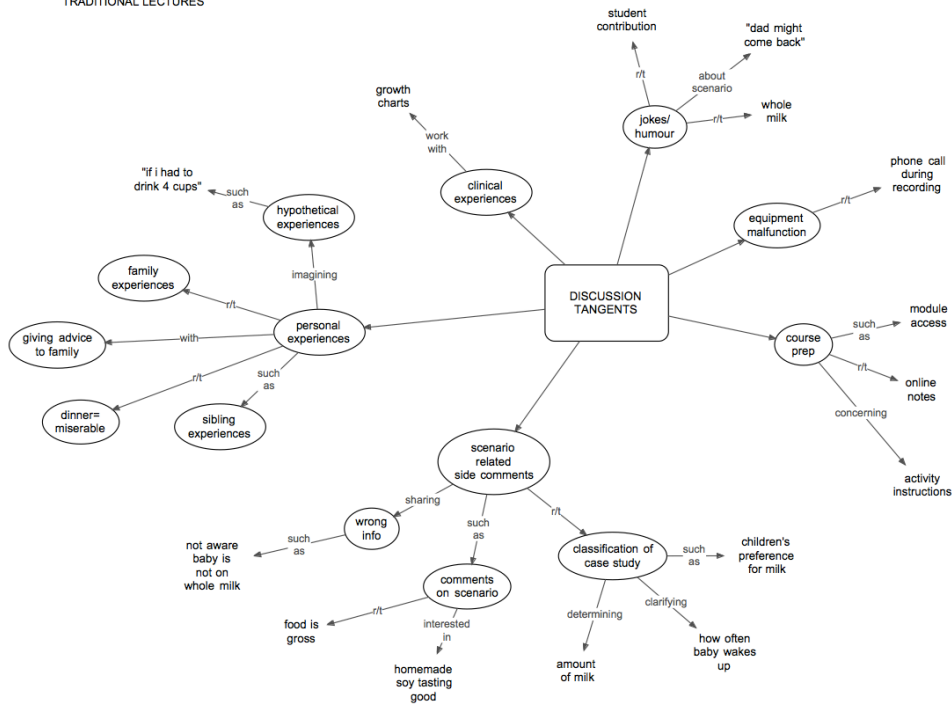 TRADITIONAL LECTURES
student
contribution
"dad might
come back"
r/t
about
scenario
growth
charts
whole
milk
jokes/
humour
r/t
work
with
phone call
during
recording
"if i had to
drink 4 cups"
such
as
clinical
experiences
r/t
hypothetical
experiences
equipment
malfunction
family
experiences
imagining
DISCUSSION
TANGENTS
r/t
module
access
giving advice
to family
with
personal
experiences
such
as
course
prep
r/t
online
notes
r/t
such
as
concerning
dinner=
miserable
sibling
experiences
scenario
related
side comments
activity
instructions
sharing
r/t
wrong
info
such
as
such
as
not aware
baby is
not on
whole milk
classification of
case study
such
as
children's
preference
for milk
comments
on scenario
determining
clarifying
food is
gross
r/t
interested
in
how often
baby wakes
up
homemade
soy tasting
good
amount
of milk